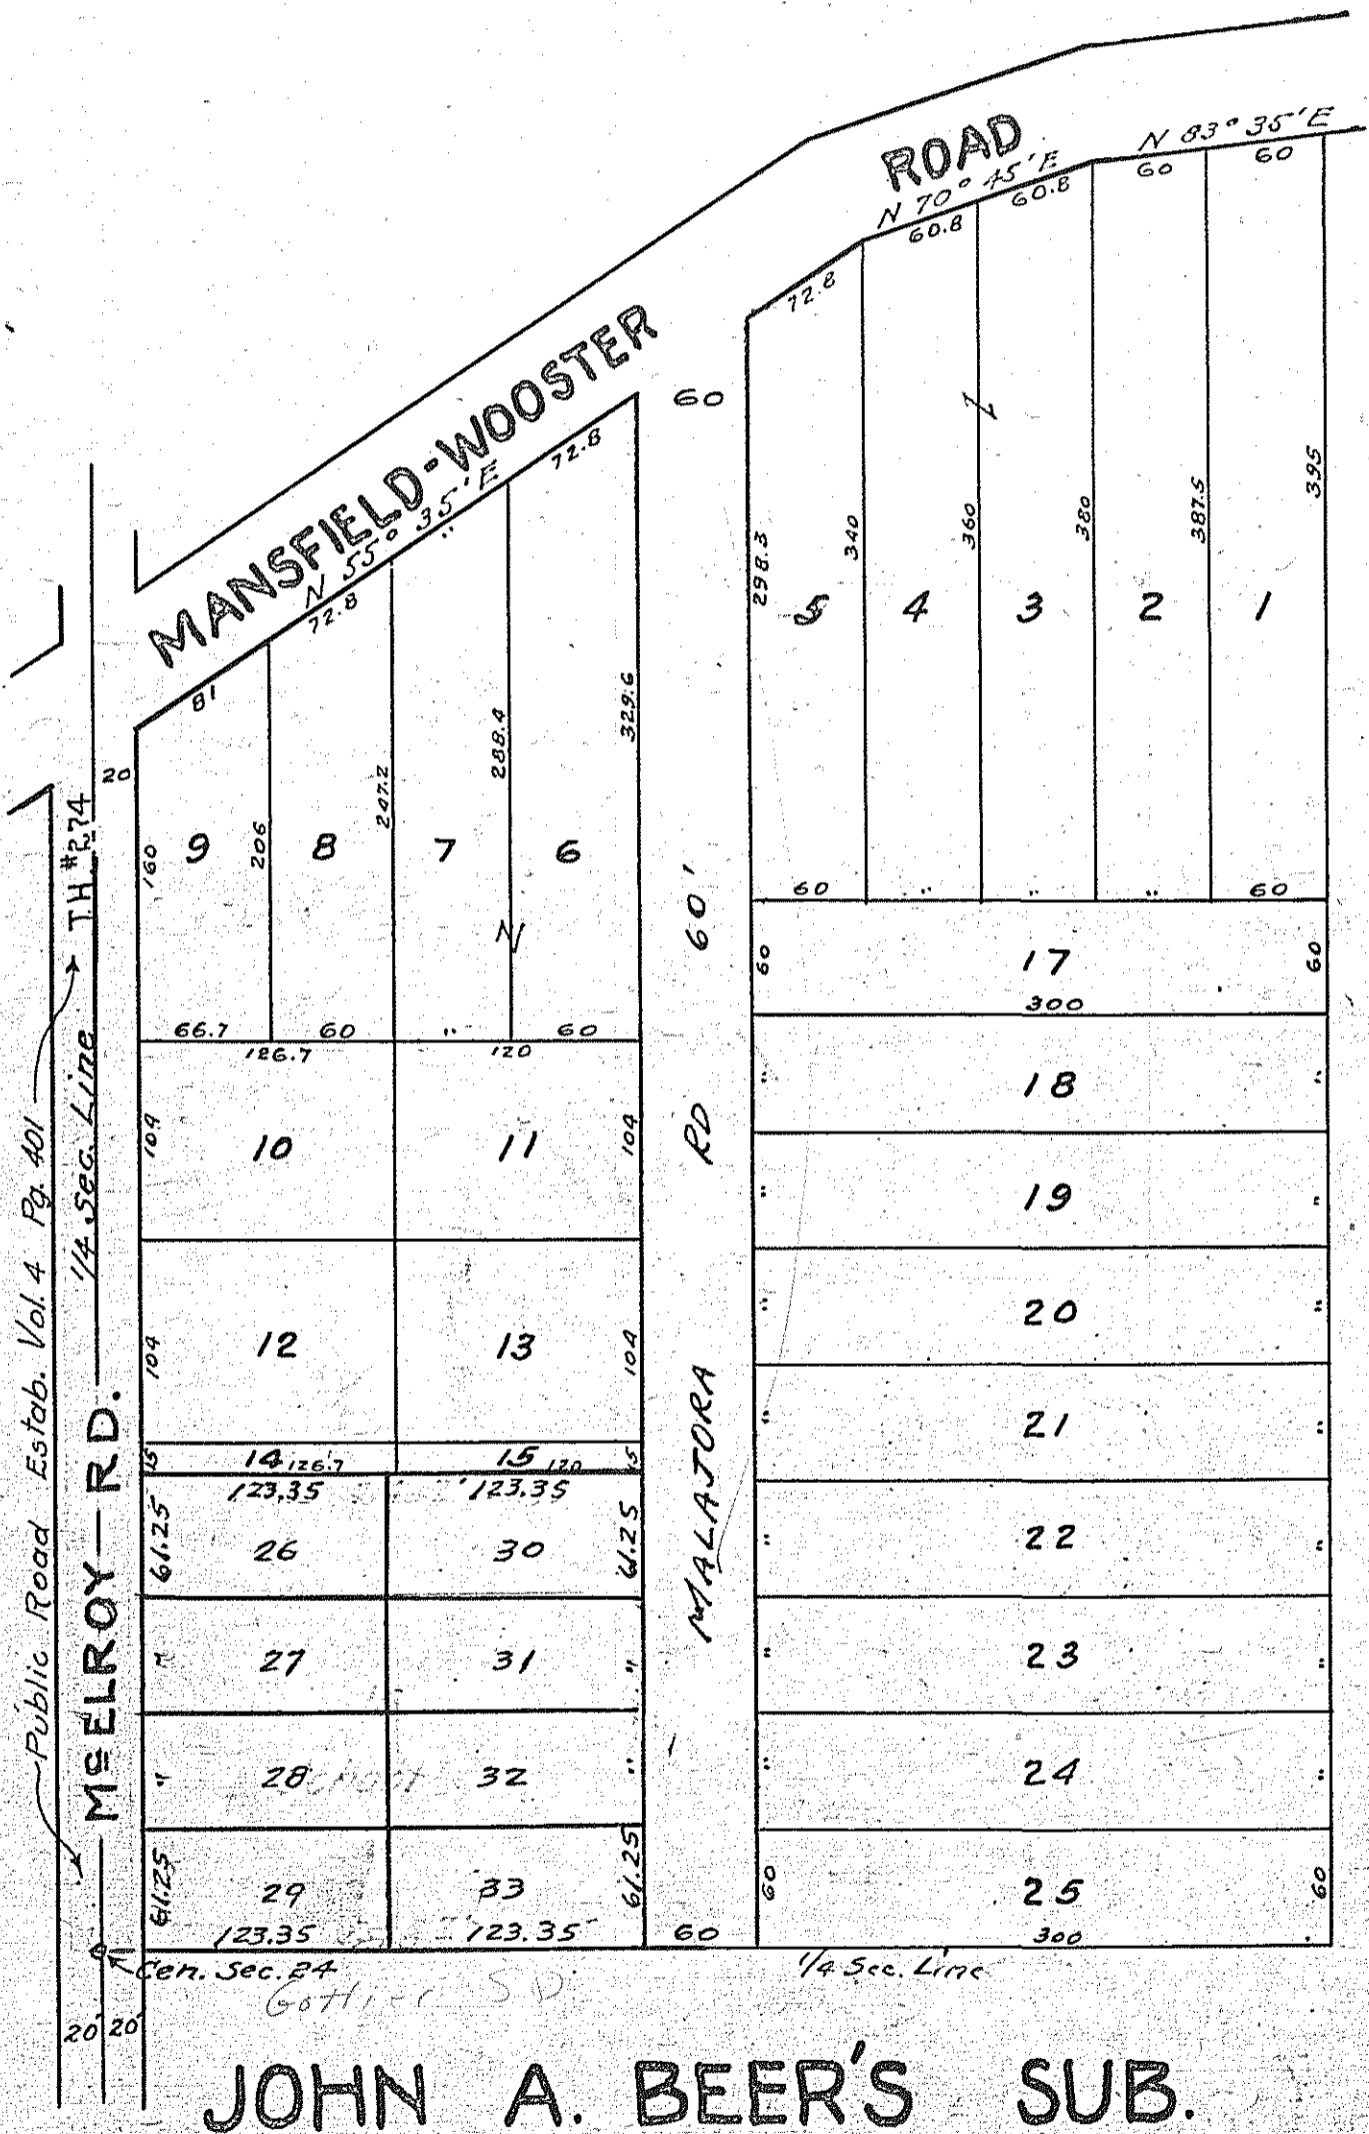 ROAD
N 83° 35' E
N 70° 45' E
60 60
60.8 60.8
72.8
MANSFIELD-WOOSTER
N 55° 35' E
81 72.8 " 72.8
60
298.3 340 360 380 387.5 395
5 4 3 2 1
20
160 206 247.2 288.4 329.6
9 8 7 6
N
60 " " " 60
66.7 60 " 60
126.7 120
60 17 60
300
109 10 11 104
" 18 "
" 19 "
104 12 13 104
" 20 "
" 21 "
15 14 126.7 15 120 15
123.35 123.35
61.25 26 30 61.25
" 22 "
" 27 31 "
" 23 "
" 28 32 "
" 24 "
61.25 29 33 61.25
60 25 60
123.35 123.35 60 300
MALAJORA RD 60'
TH #274
1/4 Sec. Line
McELROY RD.
Public Road Estab. Vol. 4 Pg. 401
Cen. Sec. 24
1/4 Sec. Line
20' 20'
JOHN A. BEER'S SUB.